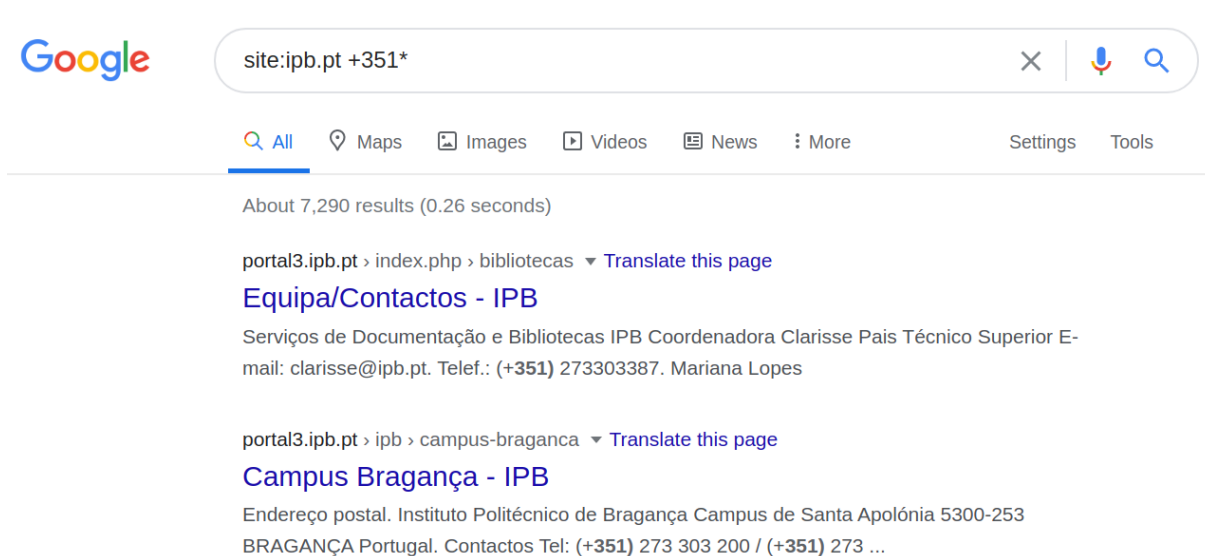 Google
site:ipb.pt +351*
All Maps Images Videos News More Settings Tools
About 7,290 results (0.26 seconds)
portal3.ipb.pt › index.php › bibliotecas Translate this page
Equipa/Contactos - IPB
Serviços de Documentação e Bibliotecas IPB Coordenadora Clarisse Pais Técnico Superior E-
mail: clarisse@ipb.pt. Telef.: (+351) 273303387. Mariana Lopes
portal3.ipb.pt › ipb › campus-braganca Translate this page
Campus Bragança - IPB
Endereço postal. Instituto Politécnico de Bragança Campus de Santa Apolónia 5300-253
BRAGANÇA Portugal. Contactos Tel: (+351) 273 303 200 / (+351) 273 ...